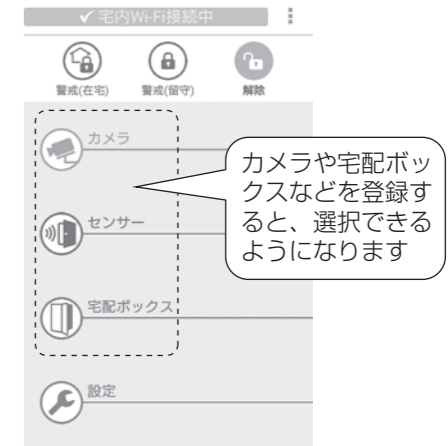 ✓宅内Wi-Fi接続中
警戒(在宅)
警戒(留守)
解除
カメラ
カメラや宅配ボッ
クスなどを登録す
ると、選択できる
ようになります
センサー
宅配ボックス
設定